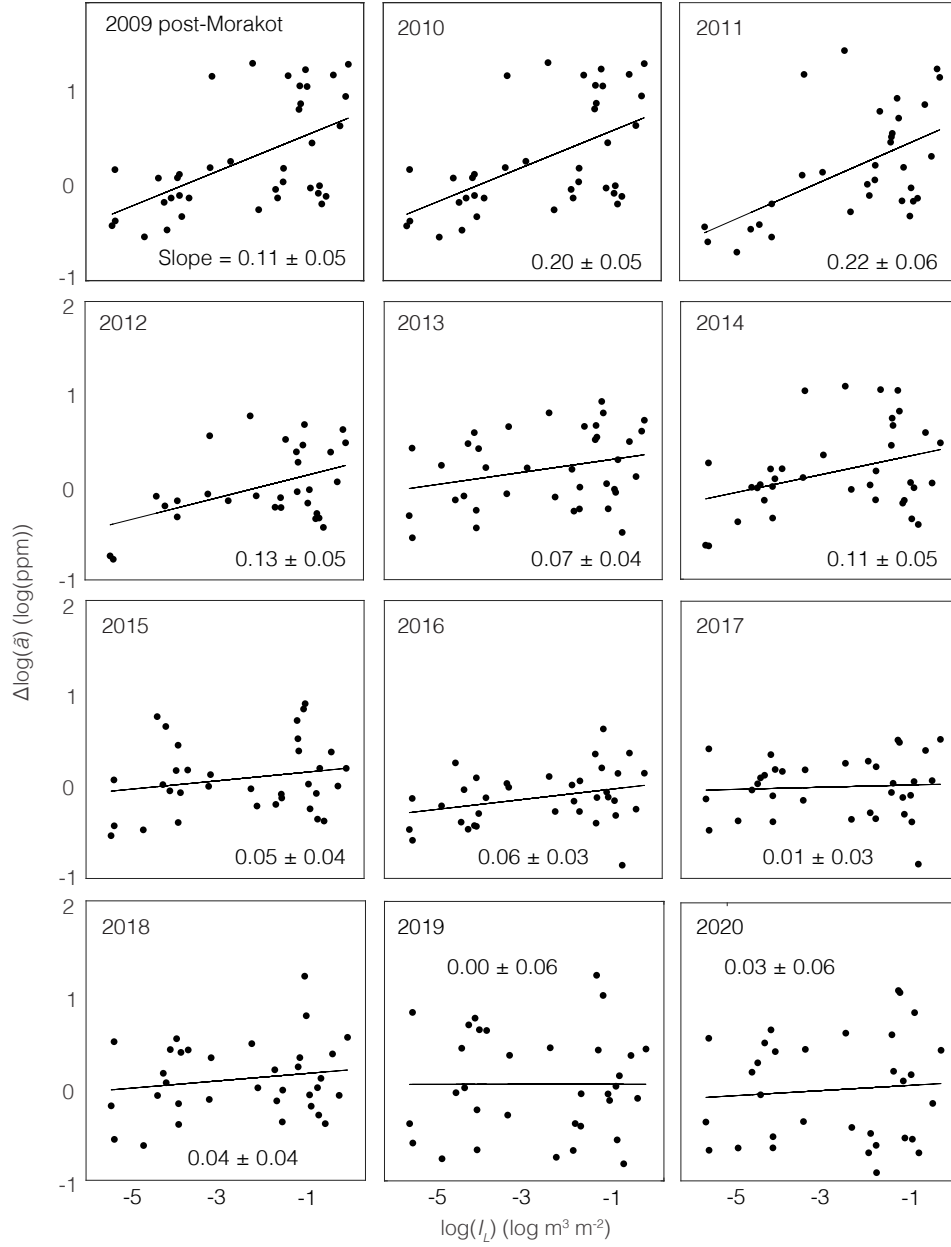 2009 post-Morakot
2010
2011
1
0
-1
Slope = 0.11 ± 0.05
0.20 ± 0.05
0.22 ± 0.06
2
2012
2013
2014
1
0
-1
0.13 ± 0.05
0.07 ± 0.04
0.11 ± 0.05
Δlog(ã) (log(ppm))
2
2015
2016
2017
1
0
-1
0.05 ± 0.04
0.06 ± 0.03
0.01 ± 0.03
2
2018
2019
2020
0.00 ± 0.06
0.03 ± 0.06
1
0
-1
0.04 ± 0.04
-5 -3 -1 -5 -3 -1 -5 -3 -1
log(I_L) (log m³ m⁻²)